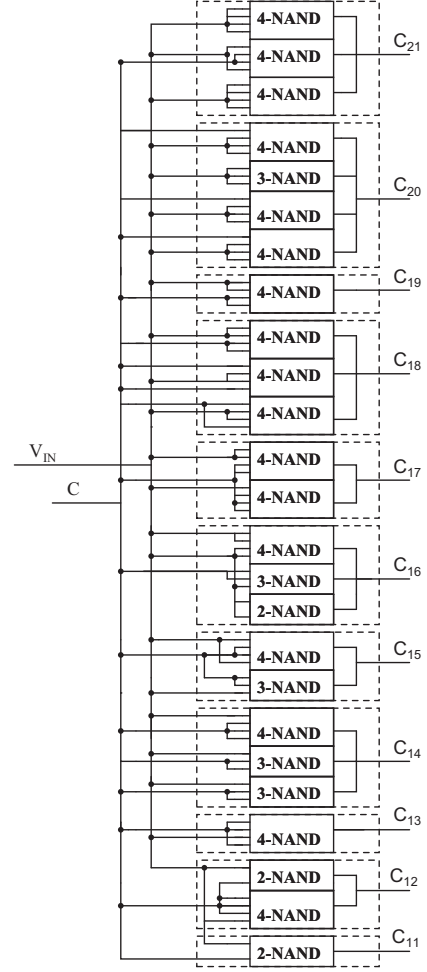 4-NAND
4-NAND
C21
4-NAND
4-NAND
3-NAND
C20
4-NAND
4-NAND
4-NAND
C19
4-NAND
4-NAND
C18
4-NAND
VIN
4-NAND
C17
C
4-NAND
4-NAND
3-NAND
C16
2-NAND
4-NAND
C15
3-NAND
4-NAND
3-NAND
C14
3-NAND
C13
4-NAND
2-NAND
C12
4-NAND
C11
2-NAND